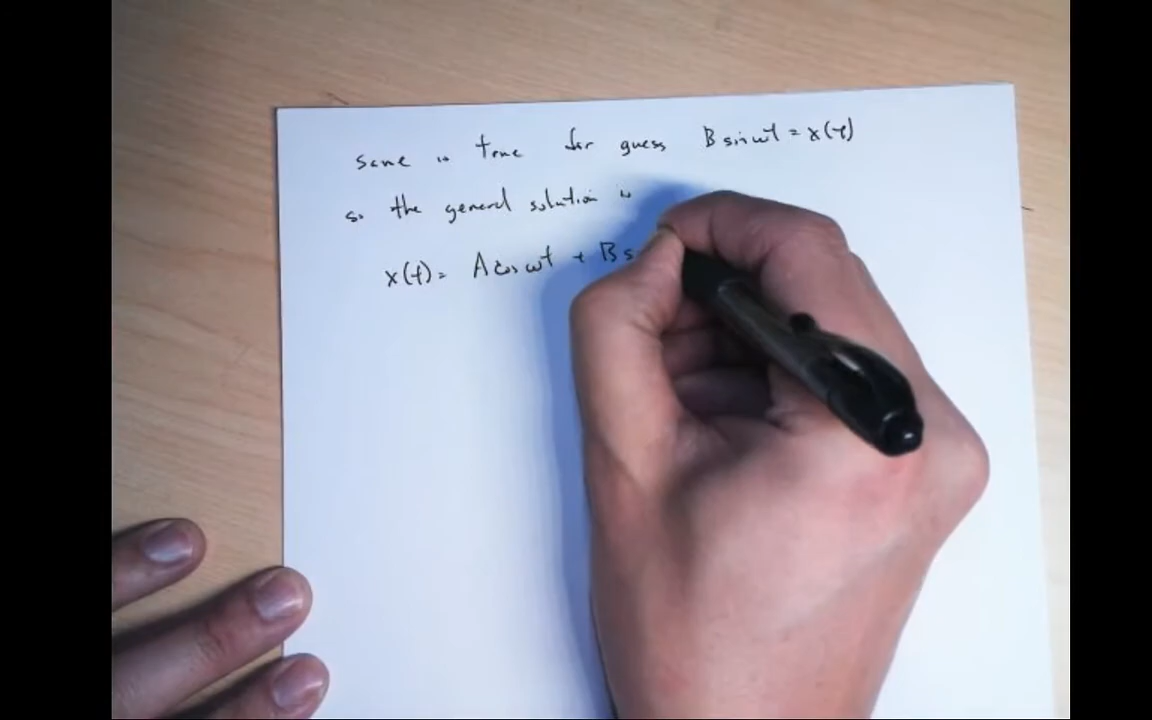 same is true for guess B sin ωt = x(t)
so the general solution is
x(t) = A cos ωt + B s